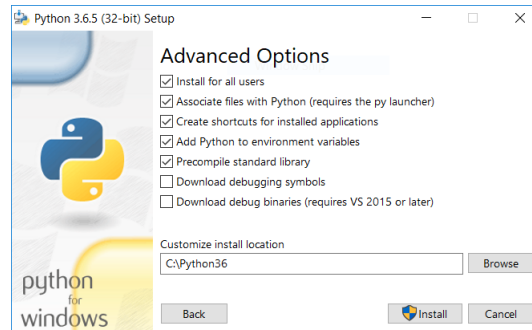 Python 3.6.5 (32-bit) Setup
Advanced Options
Install for all users
Associate files with Python (requires the py launcher)
Create shortcuts for installed applications
Add Python to environment variables
Precompile standard library
Download debugging symbols
Download debug binaries (requires VS 2015 or later)
Customize install location
C:\Python36
Browse
python
for
windows
Back
Install
Cancel